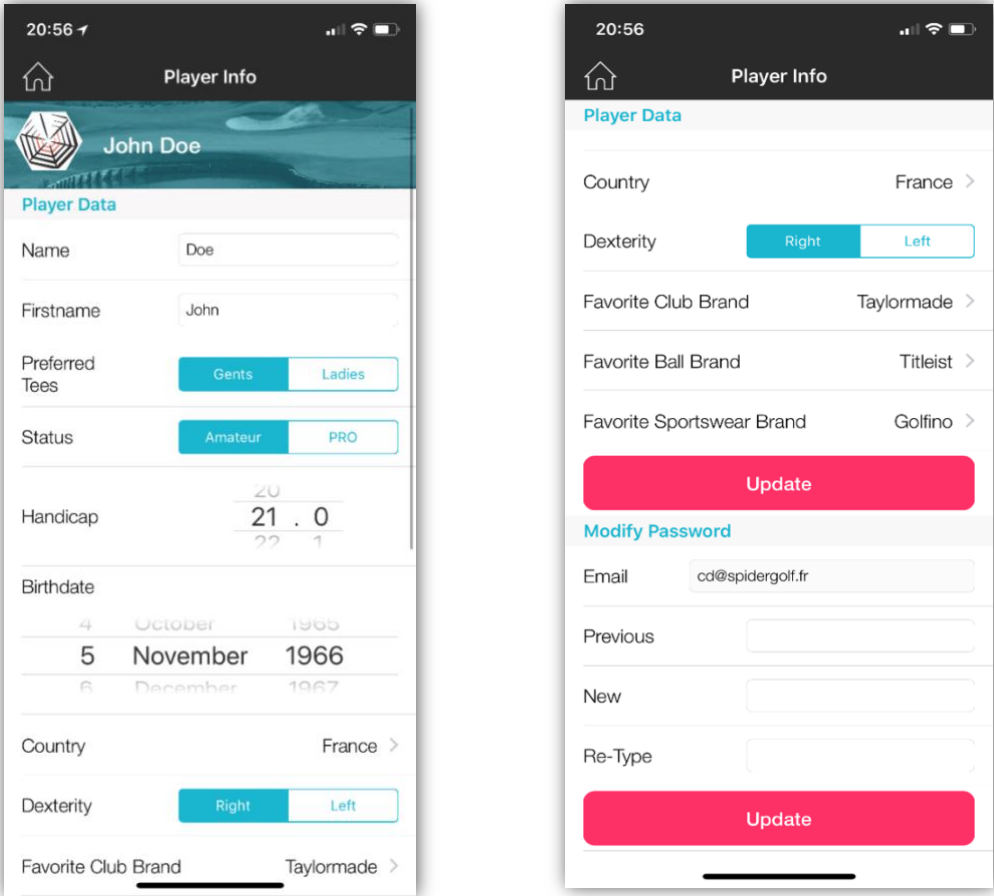 20:56
Player Info
John Doe
Player Data
Name Doe
Firstname John
Preferred
Tees
Gents Ladies
Status Amateur PRO
20
Handicap 21 . 0
22 1
Birthdate
4 October 1965
5 November 1966
6 December 1967
Country France
Dexterity Right Left
Favorite Club Brand Taylormade
20:56
Player Info
Player Data
Country France
Dexterity Right Left
Favorite Club Brand Taylormade
Favorite Ball Brand Titleist
Favorite Sportswear Brand Golfino
Update
Modify Password
Email cd@spidergolf.fr
Previous
New
Re-Type
Update